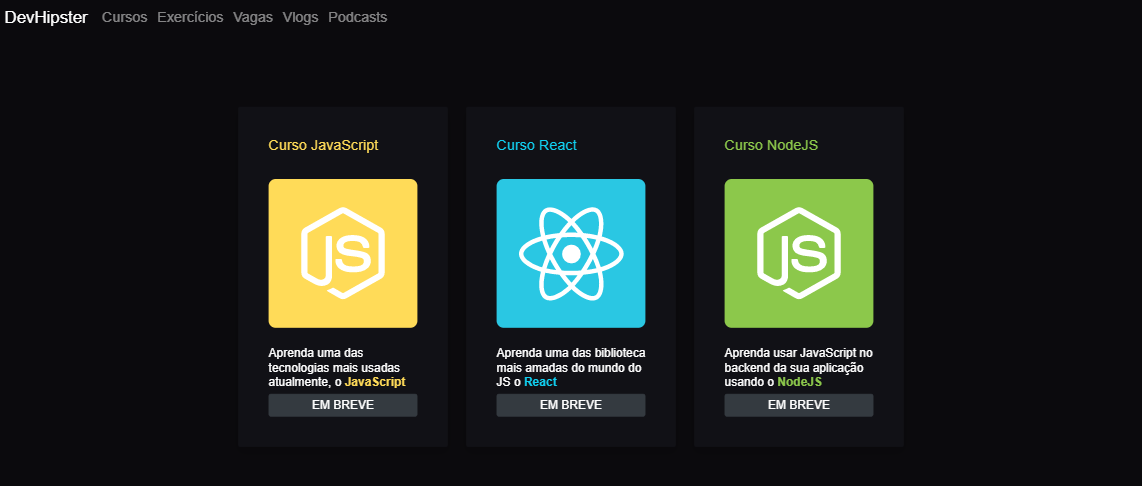 DevHipster Cursos Exercícios Vagas Vlogs Podcasts
Curso JavaScript
JS
Aprenda uma das
tecnologias mais usadas
atualmente, o JavaScript
EM BREVE
Curso React
Aprenda uma das biblioteca
mais amadas do mundo do
JS o React
EM BREVE
Curso NodeJS
JS
Aprenda usar JavaScript no
backend da sua aplicação
usando o NodeJS
EM BREVE